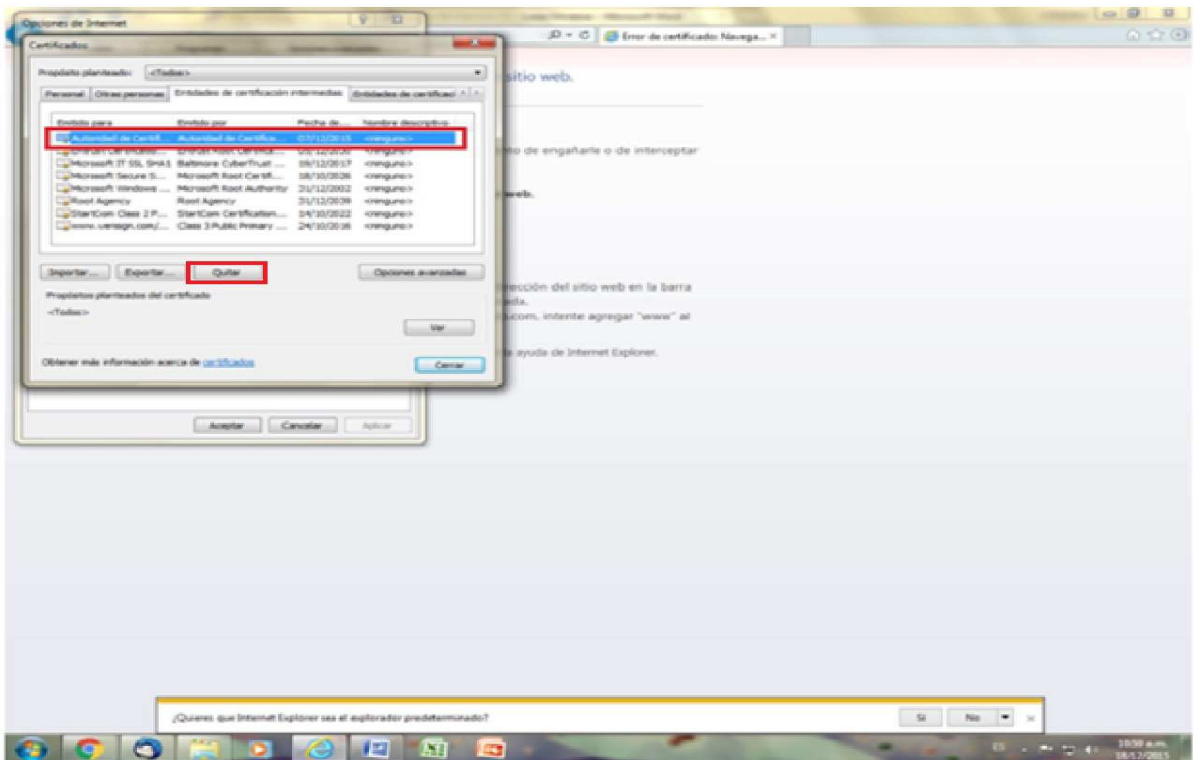 Opciones de Internet
Error de certificado: Navega...
Certificados
Propósito planteado: <Todos>
sitio web.
Personal Otras personas Entidades de certificación intermedias Entidades de certificaci
Emitido para Emitido por Fecha de... Nombre descriptivo
Autoridad de Certifi... Autoridad de Certifica... <ninguno>
Microsoft IT SSL SHA1 Baltimore CyberTrust ... 19/12/2017 <ninguno>
Microsoft Secure S... Microsoft Root Certifi... 18/10/2026 <ninguno>
Microsoft Windows ... Microsoft Root Authority 31/12/2002 <ninguno>
Root Agency Root Agency 31/12/2039 <ninguno>
StartCom Class 2 P... StartCom Certification... 14/10/2022 <ninguno>
www.verisign.com/... Class 3 Public Primary ... 24/10/2016 <ninguno>
de engañarle o de interceptar
web.
Importar... Exportar... Quitar Opciones avanzadas
Propósitos planteados del certificado
<Todos>
Ver
Obtener más información acerca de certificados
Cerrar
del sitio web en la barra
.com, intente agregar "www" al
ayuda de Internet Explorer.
Aceptar Cancelar Aplicar
¿Quieres que Internet Explorer sea el explorador predeterminado? Sí No
ES
10:50 a.m.
18/12/2015